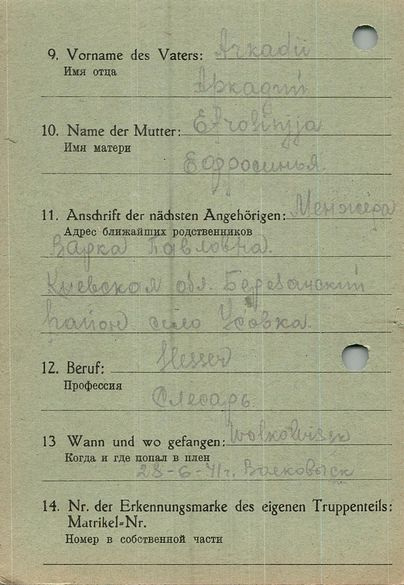 9. Vorname des Vaters: Arkadii
Имя отца
Аркадий
10. Name der Mutter: Efrosinja
Имя матери
Ефросинья.
11. Anschrift der nächsten Angehörigen: Менжера
Адрес ближайших родственников
Варка Павловна.
Киевской обл. Березанский
район село Усовка.
12. Beruf:
Профессия
Слесарь
13 Wann und wo gefangen: Wolkowisk
Когда и где попал в плен
28-6-41г. Волковыск
14. Nr. der Erkennungsmarke des eigenen Truppenteils:
Matrikel=Nr.
Номер в собственной части